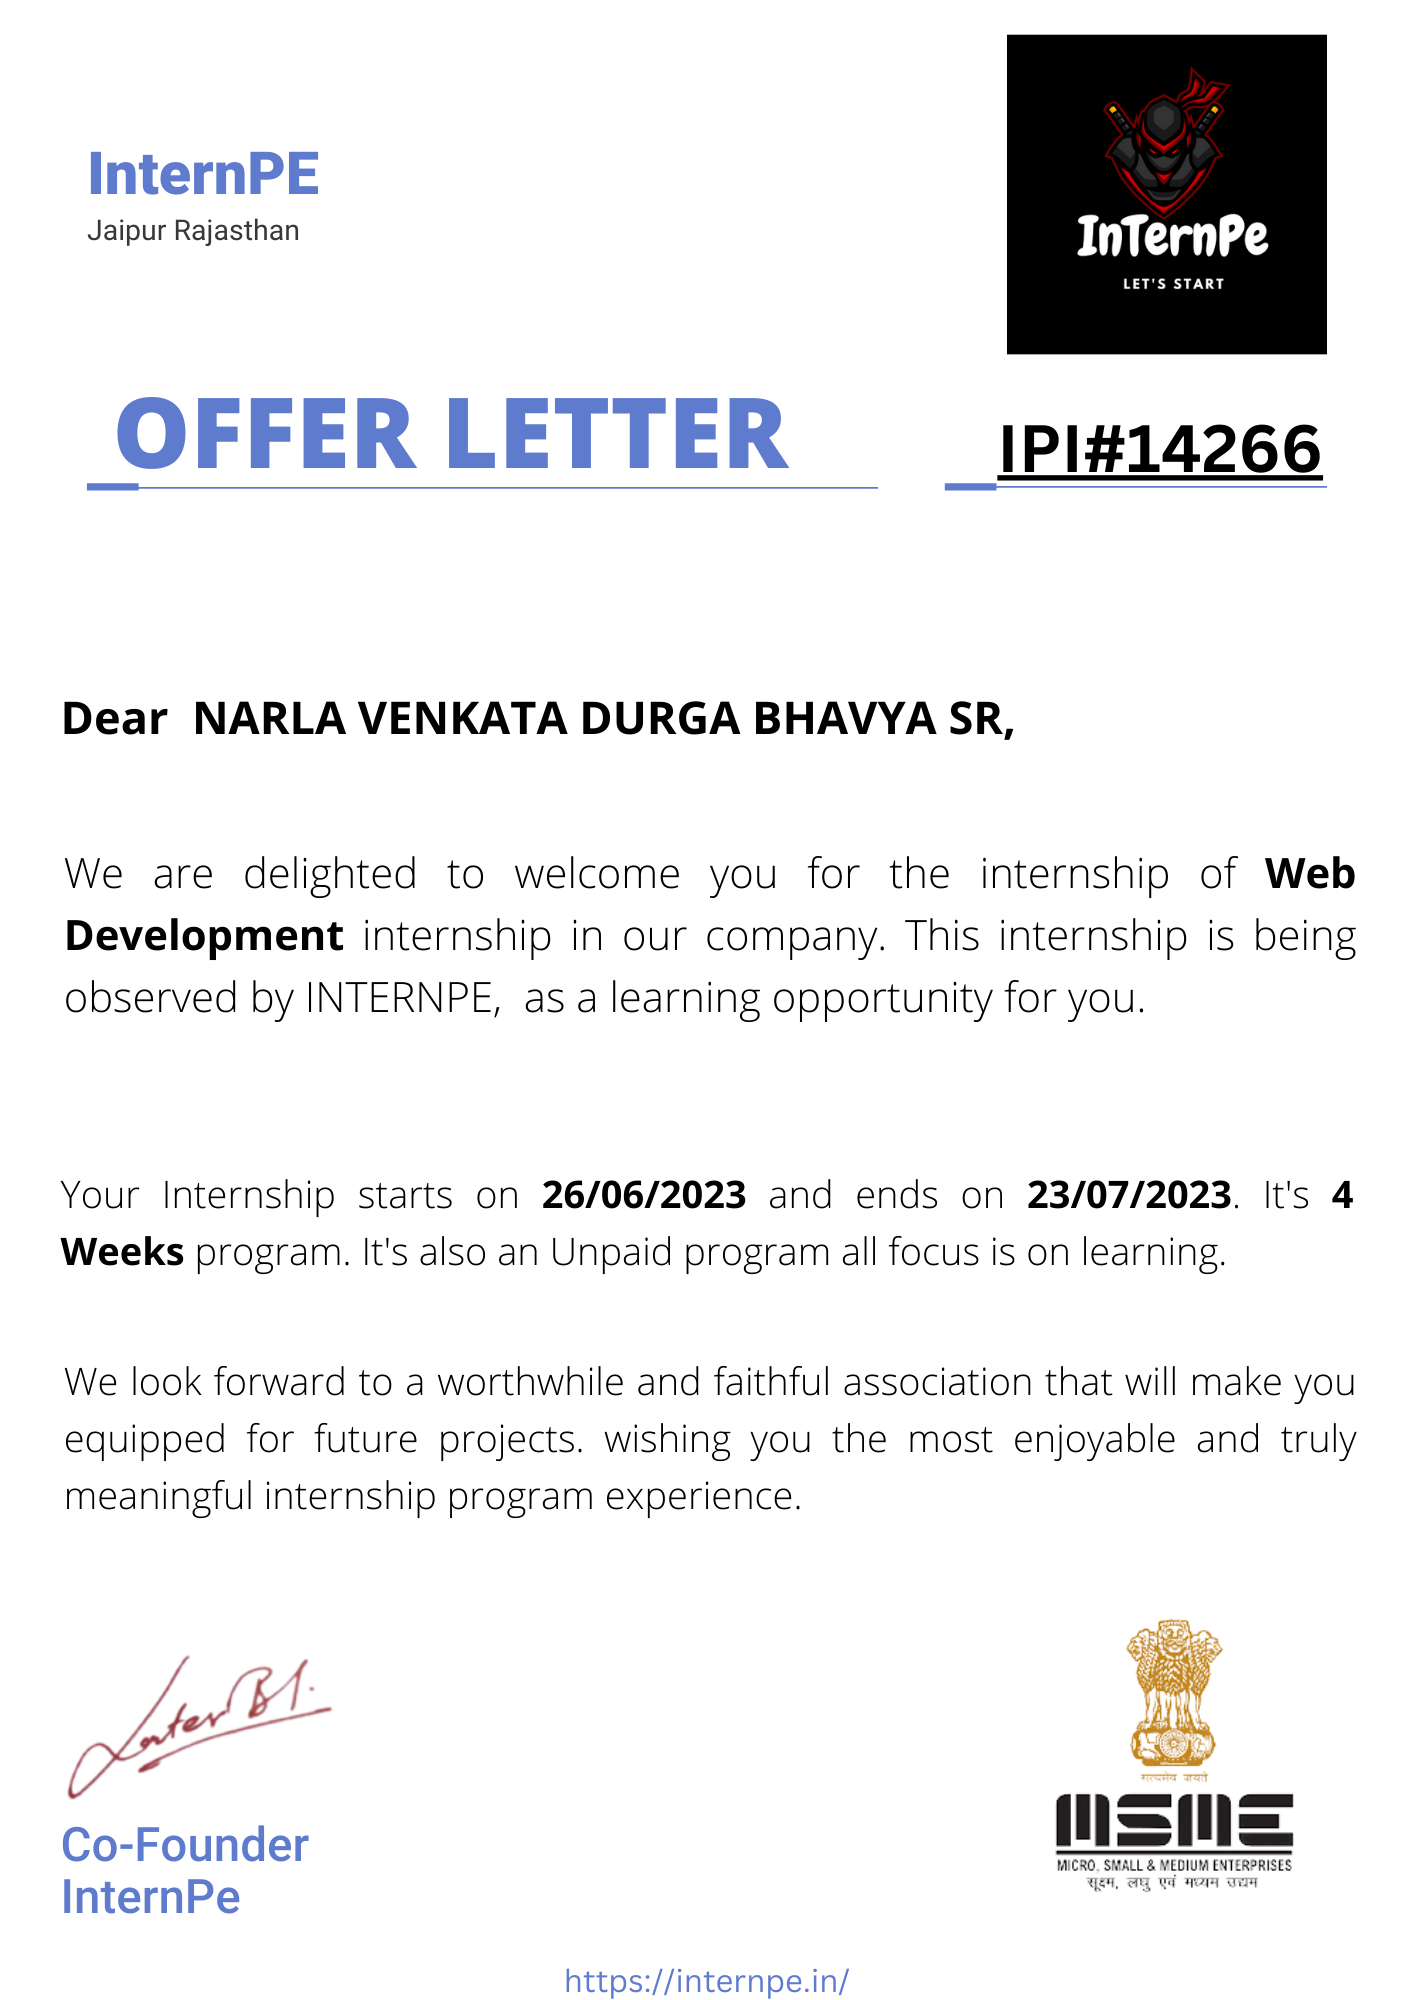 InternPE
Jaipur Rajasthan
InTernPe
LET'S START
OFFER LETTER
IPI#14266
Dear NARLA VENKATA DURGA BHAVYA SR,
We are delighted to welcome you for the internship of Web
Development internship in our company. This internship is being
observed by INTERNPE, as a learning opportunity for you.
Your Internship starts on 26/06/2023 and ends on 23/07/2023. It's 4
Weeks program. It's also an Unpaid program all focus is on learning.
We look forward to a worthwhile and faithful association that will make you
equipped for future projects. wishing you the most enjoyable and truly
meaningful internship program experience.
Co-Founder
InternPe
सत्यमेव जयते
MSME
MICRO, SMALL & MEDIUM ENTERPRISES
सूक्ष्म, लघु एवं मध्यम उद्यम
https://internpe.in/